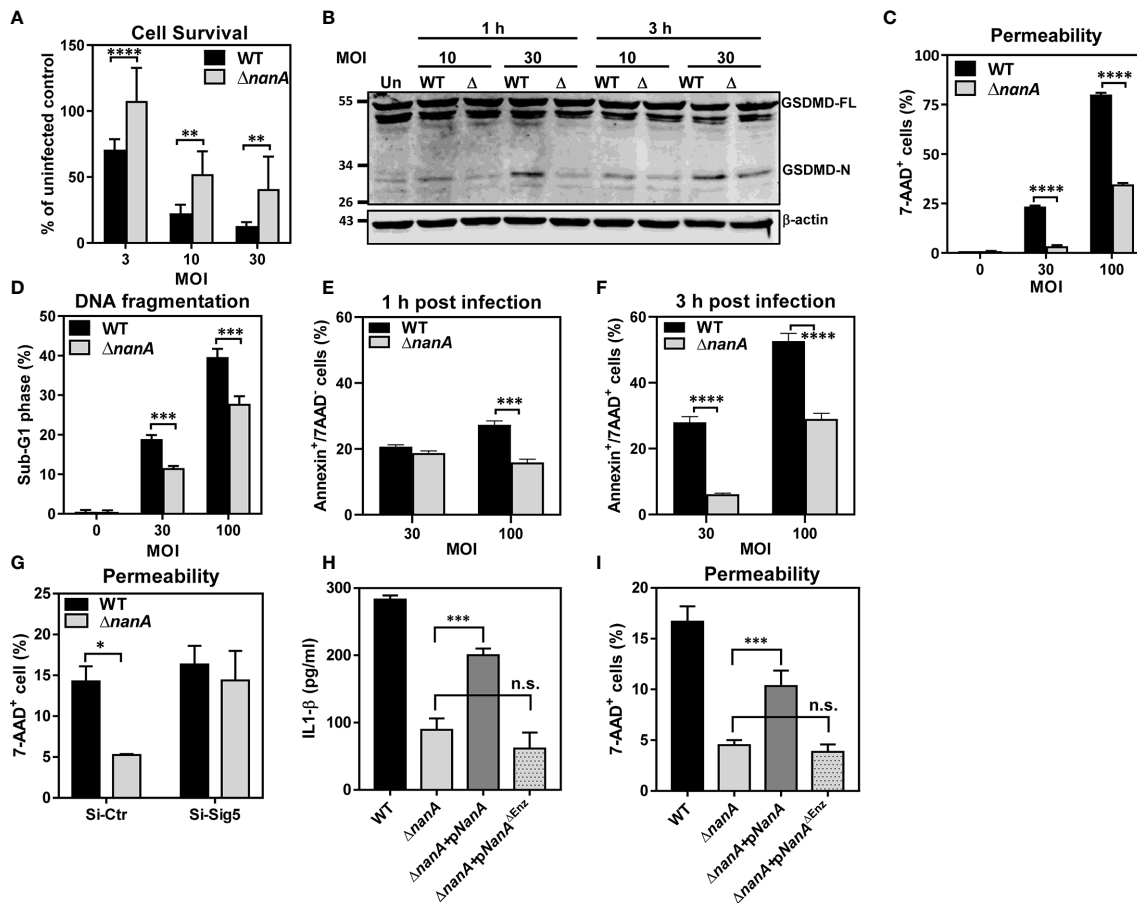 A
Cell Survival
WT
ΔnanA
****
**
**
% of uninfected control
150
100
50
0
3
10
30
MOI
B
1 h
3 h
MOI
10
30
10
30
Un
WT
Δ
WT
Δ
WT
Δ
WT
Δ
55
34
26
43
GSDMD-FL
GSDMD-N
β-actin
C
Permeability
WT
ΔnanA
****
****
7-AAD⁺ cells (%)
100
75
50
25
0
0
30
100
MOI
D
DNA fragmentation
WT
ΔnanA
***
***
Sub-G1 phase (%)
50
40
30
20
10
0
0
30
100
MOI
E
1 h post infection
WT
ΔnanA
***
Annexin⁺/7AAD⁻ cells (%)
60
40
20
0
30
100
MOI
F
3 h post infection
WT
ΔnanA
****
****
Annexin⁺/7AAD⁺ cells (%)
60
40
20
0
30
100
MOI
G
Permeability
WT
ΔnanA
*
7-AAD⁺ cell (%)
25
20
15
10
5
0
Si-Ctr
Si-Sig5
H
***
n.s.
IL1-β (pg/ml)
300
200
100
0
WT
ΔnanA
ΔnanA+pNanA
ΔnanA+pNanA^ΔEnz
I
Permeability
***
n.s.
7-AAD⁺ cells (%)
20
15
10
5
0
WT
ΔnanA
ΔnanA+pNanA
ΔnanA+pNanA^ΔEnz